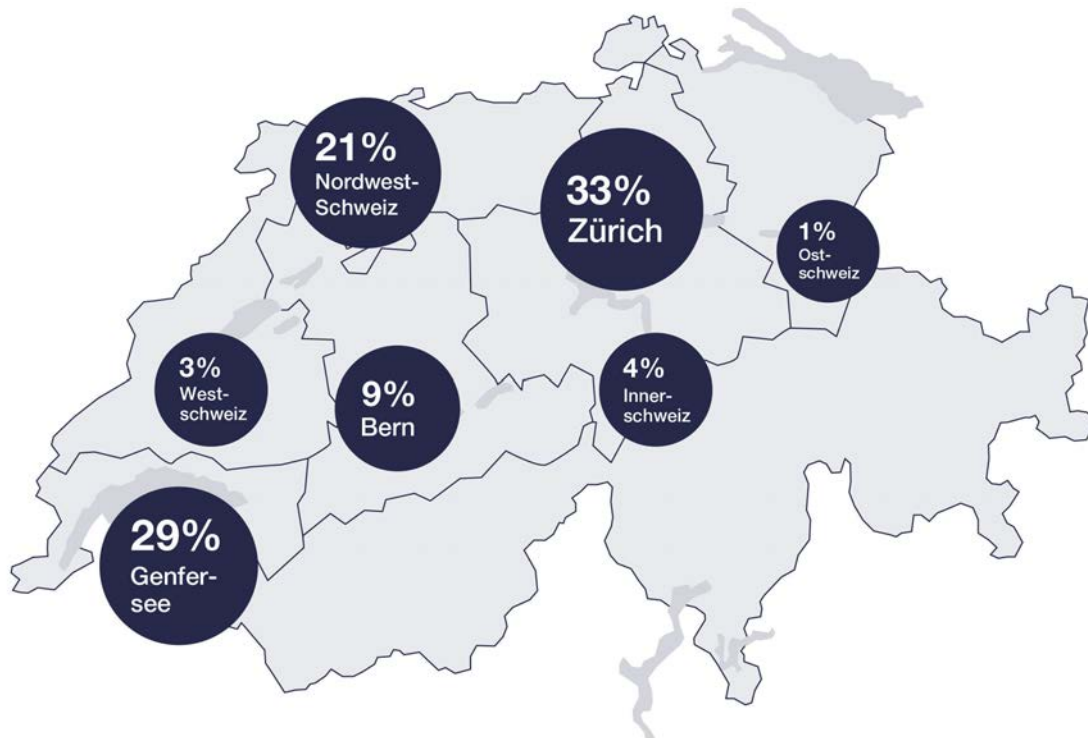 21%
Nordwest-
Schweiz
33%
Zürich
1%
Ost-
schweiz
3%
West-
schweiz
9%
Bern
4%
Inner-
schweiz
29%
Genfer-
see